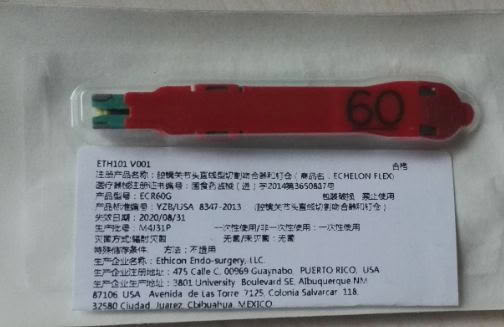 60
ETH101 V001
注册产品名称：腔镜关节头直线型切割吻合器和钉仓（商品名：ECHELON FLEX）
合格
医疗器械注册证书编号：国食药监械（进）字2014第3650847号
产品型号：ECR60G 包装破损 禁止使用
产品标准编号：YZB/USA 8347-2013 （腔镜关节头直线切割吻合器和钉仓）
失效日期：2020/08/31
生产批号：M4J31P 一次性使用/非一次性使用：一次性使用
灭菌方式：辐射灭菌 无菌/未灭菌：无菌
特殊储存条件 方法：不适用
生产企业名称：Ethicon Endo-surgery, LLC.
生产企业注册地址：475 Calle C, 00969 Guaynabo, PUERTO RICO, USA
生产企业地址：3801 University Boulevard SE, Albuquerque NM
87106 USA Avenida de Las Torre 7125, Colonia Salvarcar 118,
32580 Ciudad Juarez, Chihuahua, MEXICO